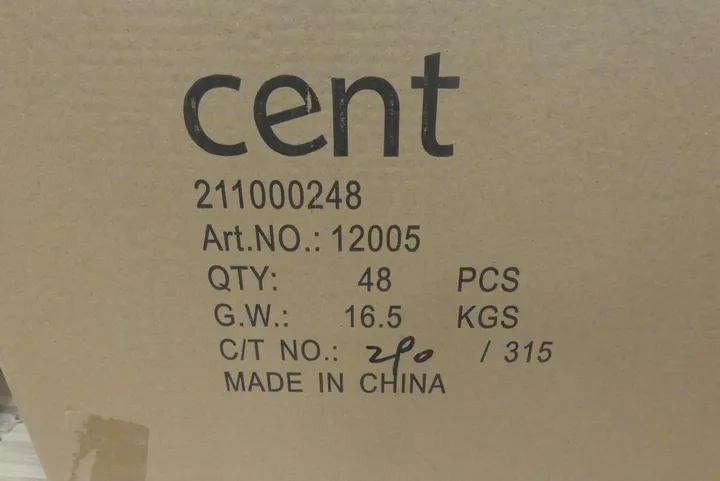 cent
211000248
Art.NO.: 12005
QTY: 48 PCS
G.W.: 16.5 KGS
C/T NO.: 290 / 315
MADE IN CHINA